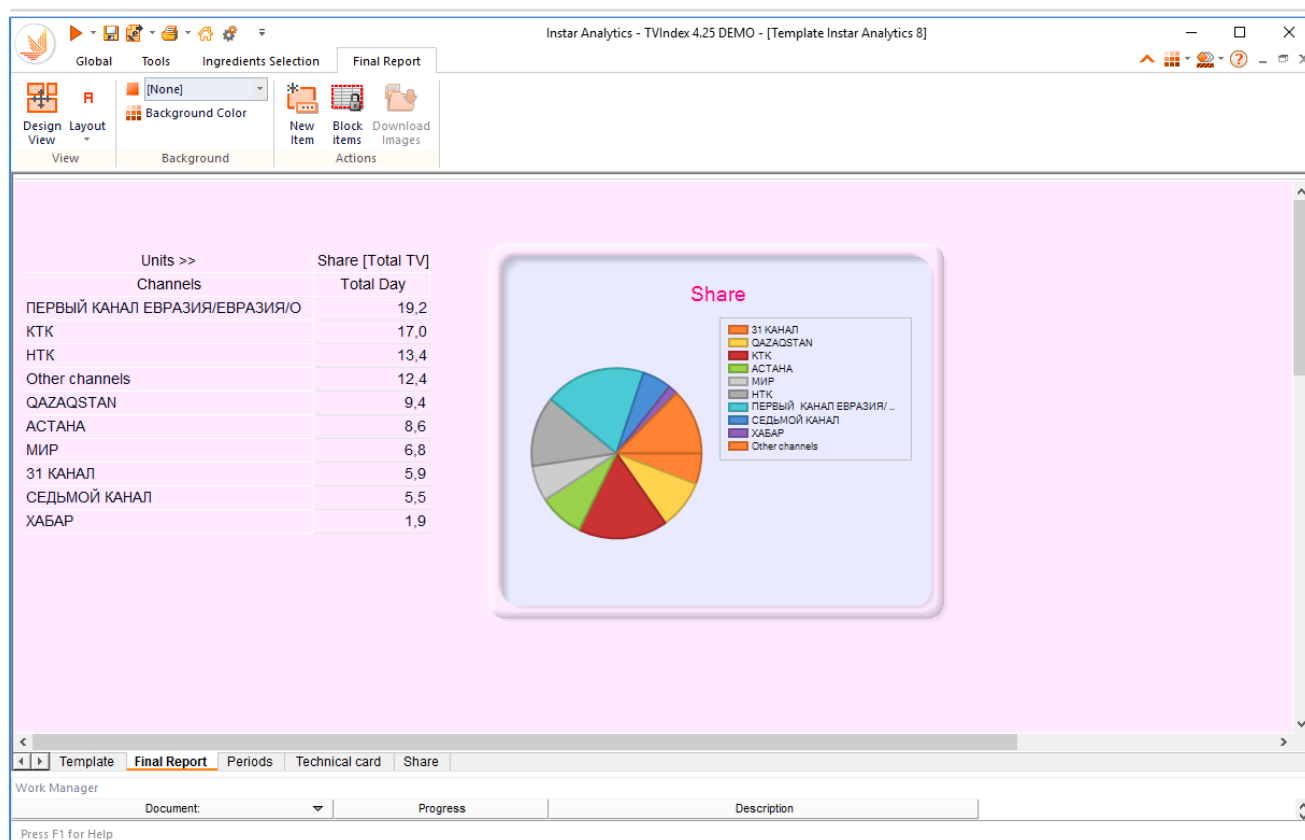 Instar Analytics - TVIndex 4.25 DEMO - [Template Instar Analytics 8]
Global Tools Ingredients Selection Final Report
[None]
Background Color
Design View
Layout
New Item
Block items
Download Images
View Background Actions
Units >> Share [Total TV]
Channels Total Day
ПЕРВЫЙ КАНАЛ ЕВРАЗИЯ/ЕВРАЗИЯ/О 19,2
КТК 17,0
НТК 13,4
Other channels 12,4
QAZAQSTAN 9,4
АСТАНА 8,6
МИР 6,8
31 КАНАЛ 5,9
СЕДЬМОЙ КАНАЛ 5,5
ХАБАР 1,9
Share
31 КАНАЛ
QAZAQSTAN
КТК
АСТАНА
МИР
НТК
ПЕРВЫЙ КАНАЛ ЕВРАЗИЯ/ ...
СЕДЬМОЙ КАНАЛ
ХАБАР
Other channels
Template Final Report Periods Technical card Share
Work Manager
Document: Progress Description
Press F1 for Help